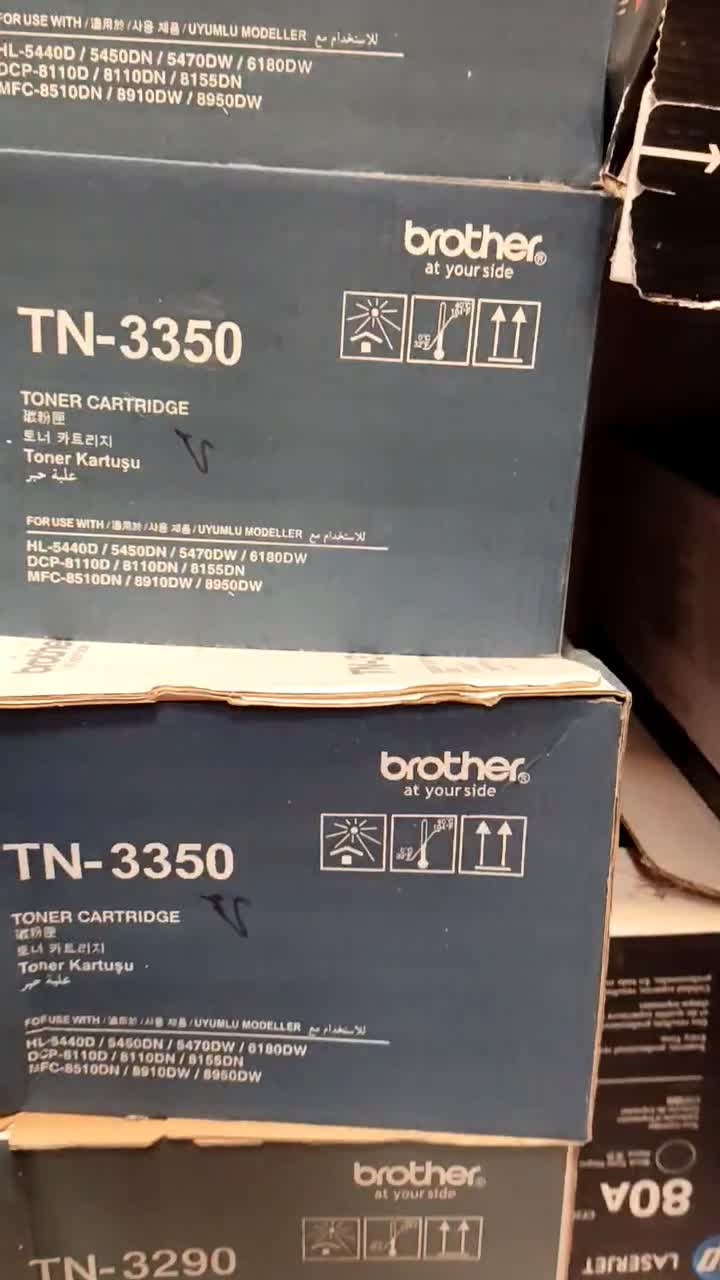 FOR USE WITH / 適用於 / 사용 제품 / UYUMLU MODELLER للاستخدام مع
HL-5440D / 5450DN / 5470DW / 6180DW
DCP-8110D / 8110DN / 8155DN
MFC-8510DN / 8910DW / 8950DW
brother®
at your side
TN-3350
TONER CARTRIDGE
碳粉匣
토너 카트리지
Toner Kartuşu
علبة حبر
FOR USE WITH / 適用於 / 사용 제품 / UYUMLU MODELLER للاستخدام مع
HL-5440D / 5450DN / 5470DW / 6180DW
DCP-8110D / 8110DN / 8155DN
MFC-8510DN / 8910DW / 8950DW
brother
brother®
at your side
TN-3350
TONER CARTRIDGE
碳粉匣
토너 카트리지
Toner Kartuşu
علبة حبر
FOR USE WITH / 適用於 / 사용 제품 / UYUMLU MODELLER للاستخدام مع
HL-5440D / 5450DN / 5470DW / 6180DW
DCP-8110D / 8110DN / 8155DN
MFC-8510DN / 8910DW / 8950DW
brother®
at your side
TN-3290
80A
LASERJET